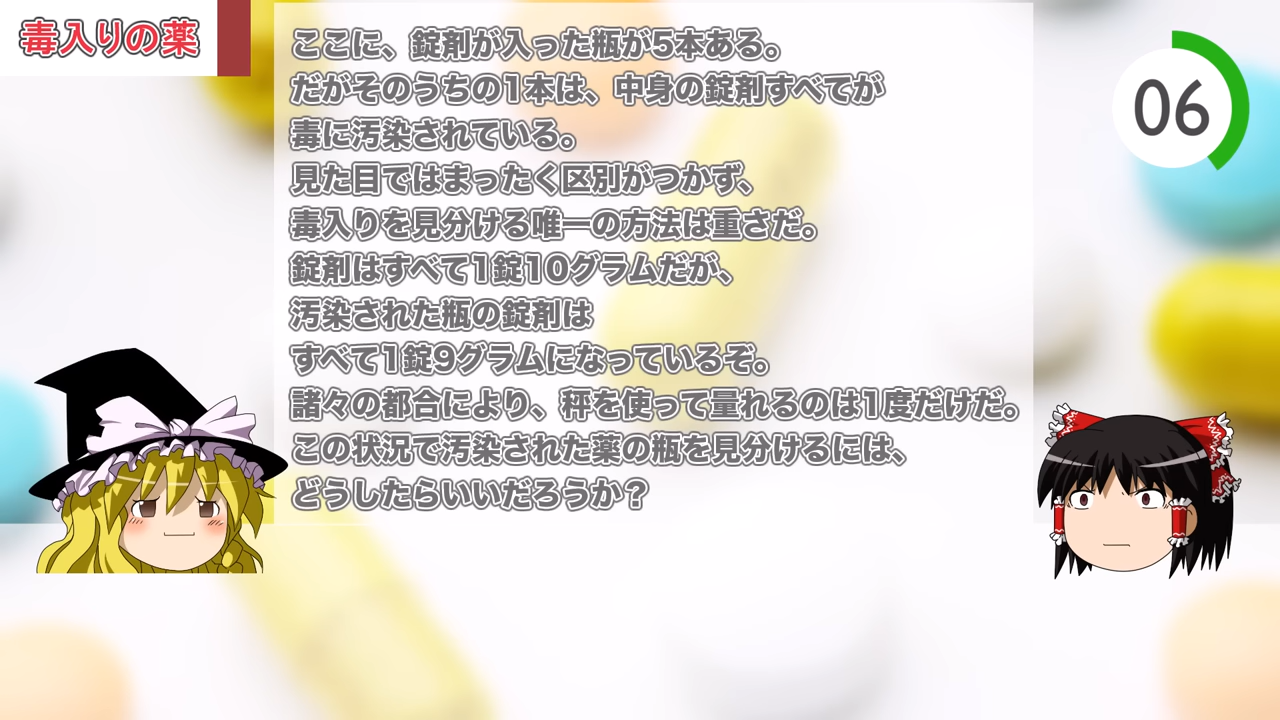 毒入りの薬
ここに、錠剤が入った瓶が5本ある。
だがそのうちの1本は、中身の錠剤すべてが
毒に汚染されている。
見た目ではまったく区別がつかず、
毒入りを見分ける唯一の方法は重さだ。
錠剤はすべて1錠10グラムだが、
汚染された瓶の錠剤は
すべて1錠9グラムになっているぞ。
諸々の都合により、秤を使って量れるのは1度だけだ。
この状況で汚染された薬の瓶を見分けるには、
どうしたらいいだろうか？
06